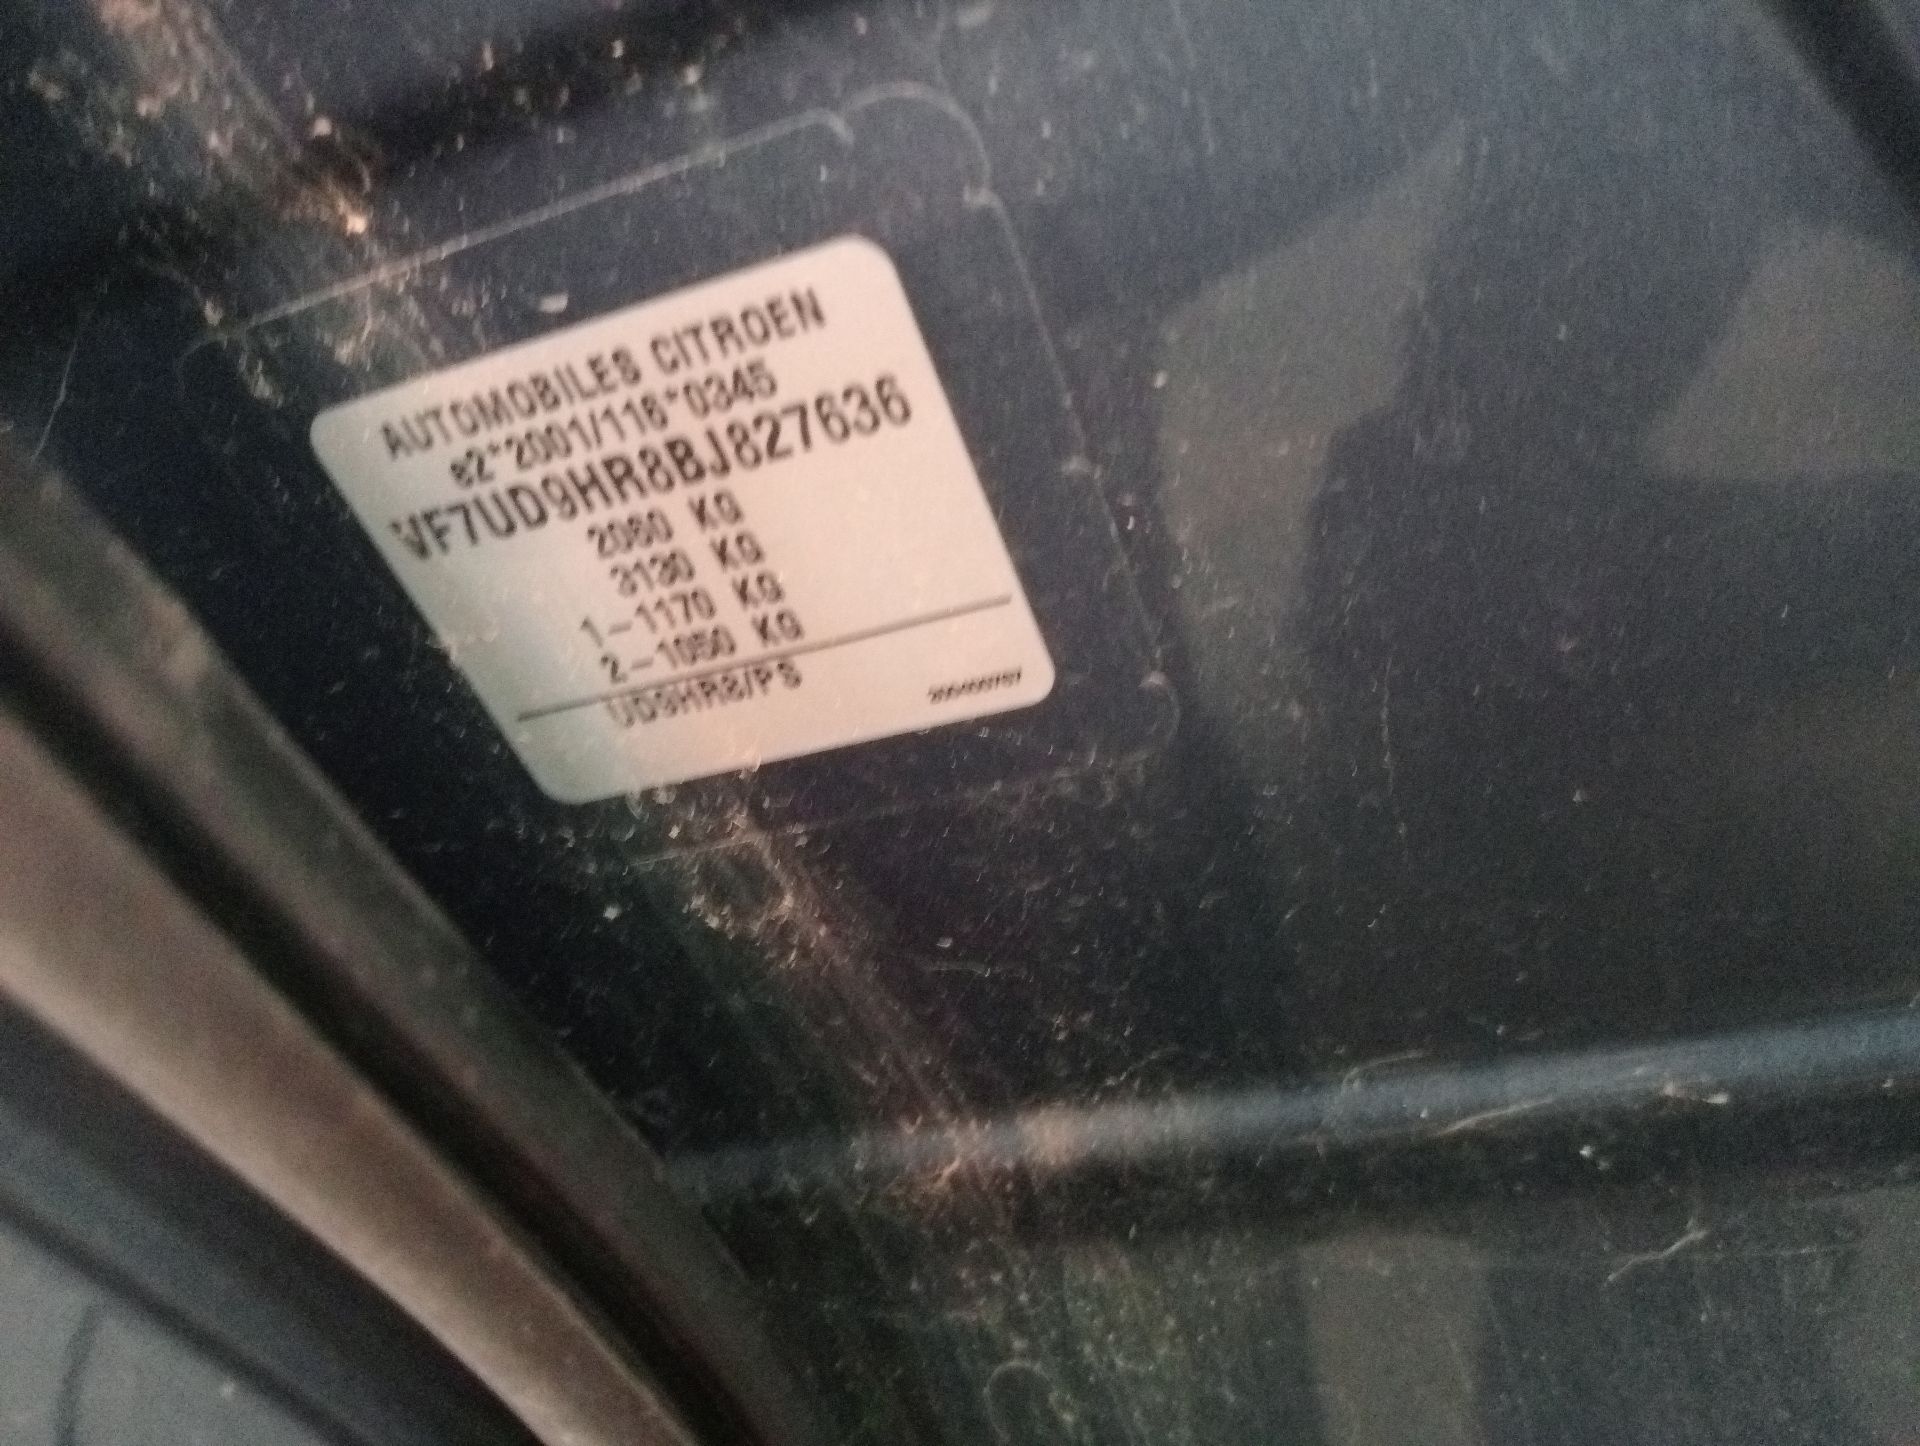 AUTOMOBILES CITROEN
e2*2001/116*0345
VF7UD9HR8BJ827636
2060 KG
3130 KG
1-1170 KG
2-1050 KG
UD9HR8/PS